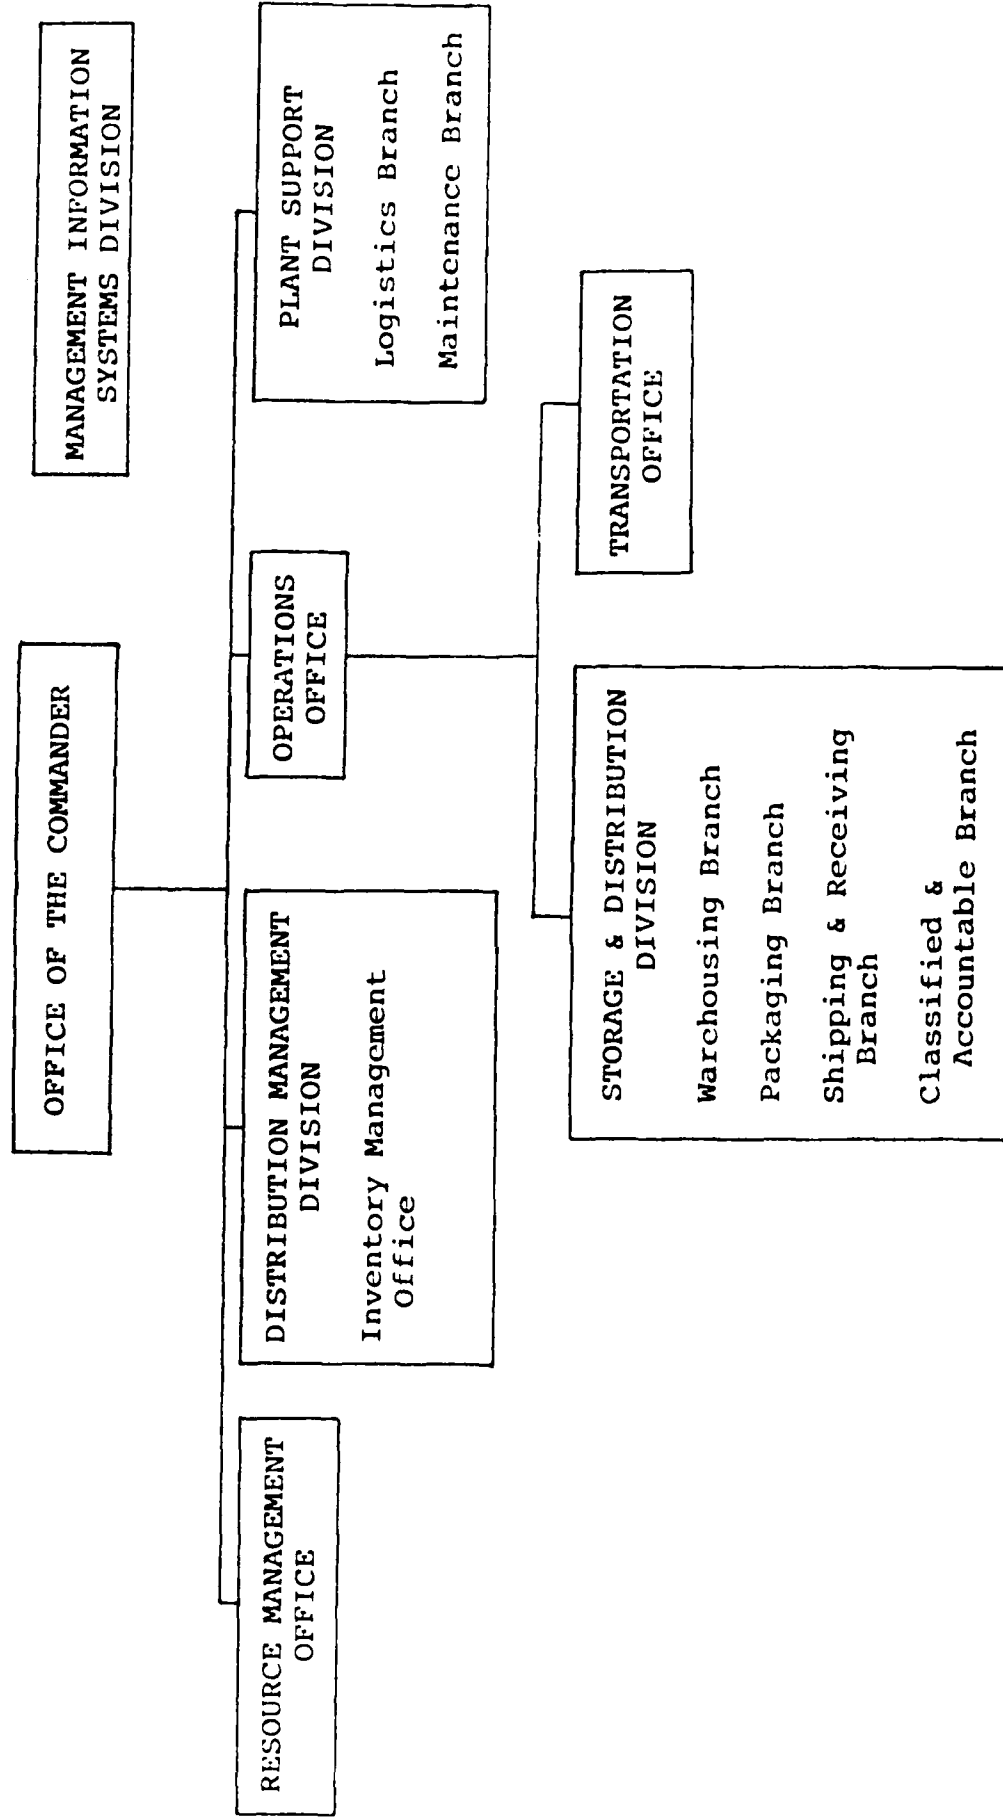 OFFICE OF THE COMMANDER
MANAGEMENT INFORMATION
SYSTEMS DIVISION
RESOURCE MANAGEMENT
OFFICE
DISTRIBUTION MANAGEMENT
DIVISION
Inventory Management
Office
OPERATIONS
OFFICE
PLANT SUPPORT
DIVISION
Logistics Branch
Maintenance Branch
STORAGE & DISTRIBUTION
DIVISION
Warehousing Branch
Packaging Branch
Shipping & Receiving
Branch
Classified &
Accountable Branch
TRANSPORTATION
OFFICE